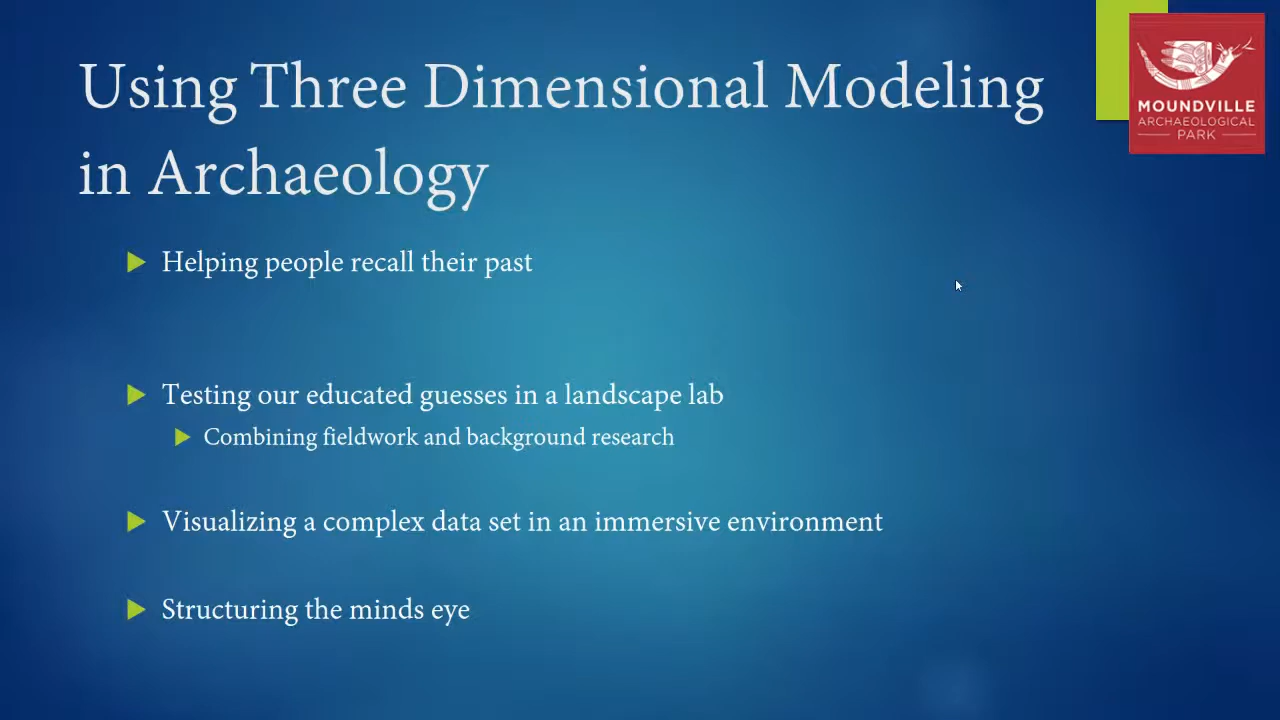 Using Three Dimensional Modeling
in Archaeology
MOUNDVILLE
ARCHAEOLOGICAL
PARK
Helping people recall their past
Testing our educated guesses in a landscape lab
Combining fieldwork and background research
Visualizing a complex data set in an immersive environment
Structuring the minds eye